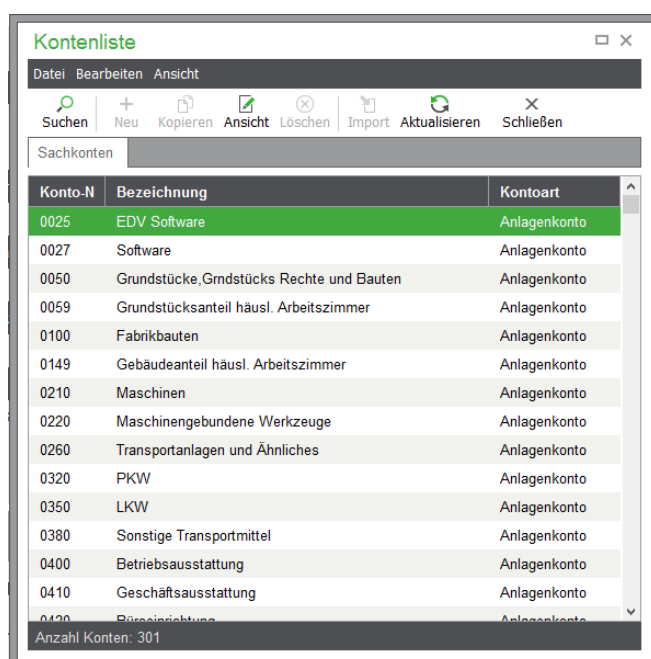 Kontenliste
Datei Bearbeiten Ansicht
Suchen Neu Kopieren Ansicht Löschen Import Aktualisieren Schließen
Sachkonten
Konto-N Bezeichnung Kontoart
0025 EDV Software Anlagenkonto
0027 Software Anlagenkonto
0050 Grundstücke,Grndstücks Rechte und Bauten Anlagenkonto
0059 Grundstücksanteil häusl. Arbeitszimmer Anlagenkonto
0100 Fabrikbauten Anlagenkonto
0149 Gebäudeanteil häusl. Arbeitszimmer Anlagenkonto
0210 Maschinen Anlagenkonto
0220 Maschinengebundene Werkzeuge Anlagenkonto
0260 Transportanlagen und Ähnliches Anlagenkonto
0320 PKW Anlagenkonto
0350 LKW Anlagenkonto
0380 Sonstige Transportmittel Anlagenkonto
0400 Betriebsausstattung Anlagenkonto
0410 Geschäftsausstattung Anlagenkonto
0420 Büroeinrichtung Anlagenkonto
Anzahl Konten: 301